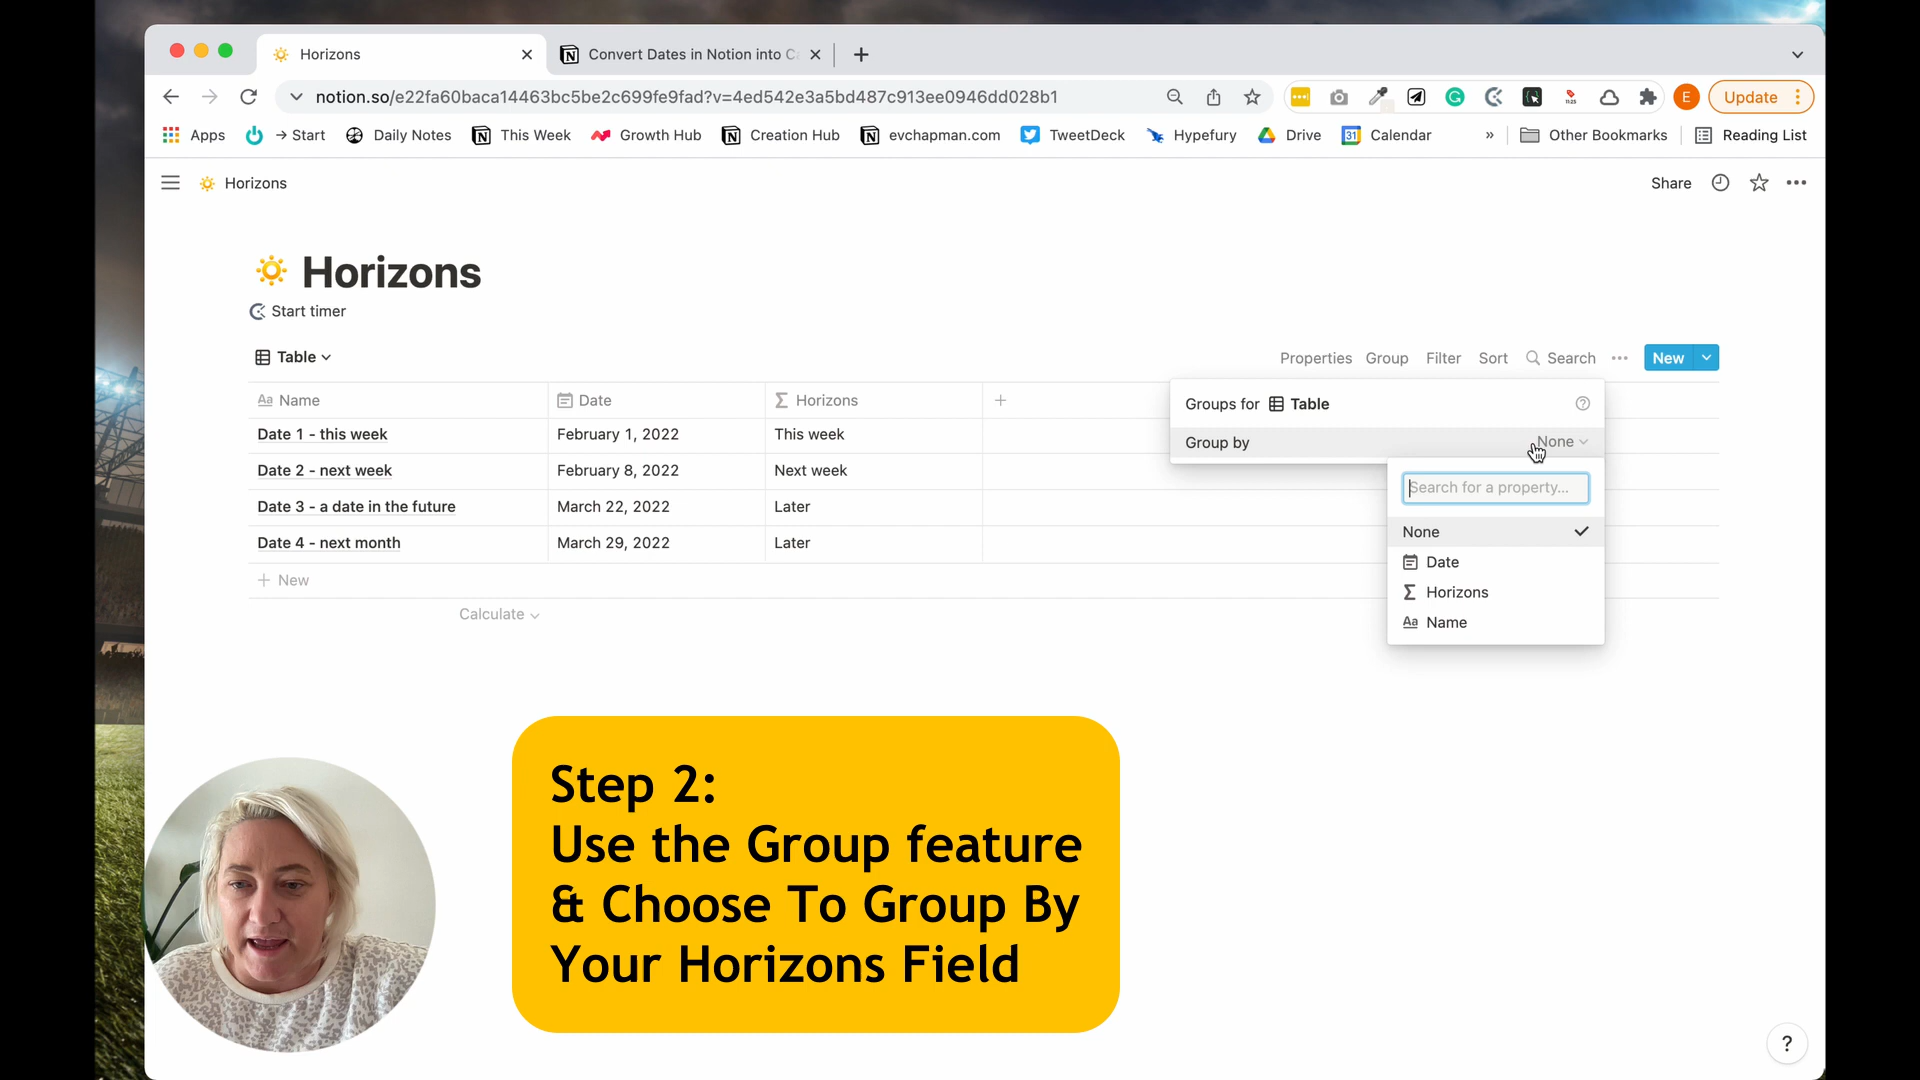 Horizons
Convert Dates in Notion into Ca
notion.so/e22fa60baca14463bc5be2c699fe9fad?v=4ed542e3a5bd487c913ee0946dd028b1
E
Update
Apps
→ Start
Daily Notes
This Week
Growth Hub
Creation Hub
evchapman.com
TweetDeck
Hypefury
Drive
31
Calendar
»
Other Bookmarks
Reading List
Horizons
Share
Horizons
Start timer
Table
Properties Group Filter Sort Search New
Aa Name Date Σ Horizons
Date 1 - this week February 1, 2022 This week
Date 2 - next week February 8, 2022 Next week
Date 3 - a date in the future March 22, 2022 Later
Date 4 - next month March 29, 2022 Later
+ New
Calculate
Groups for Table
Group by None
Search for a property...
None
Date
Σ Horizons
Aa Name
Step 2:
Use the Group feature
& Choose To Group By
Your Horizons Field
?